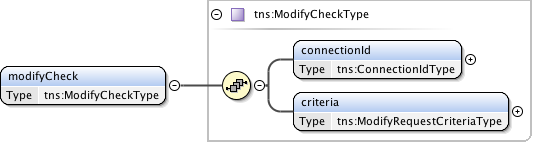 tns:ModifyCheckType
connectionId
Type tns:ConnectionIdType
modifyCheck
Type tns:ModifyCheckType
criteria
Type tns:ModifyRequestCriteriaType